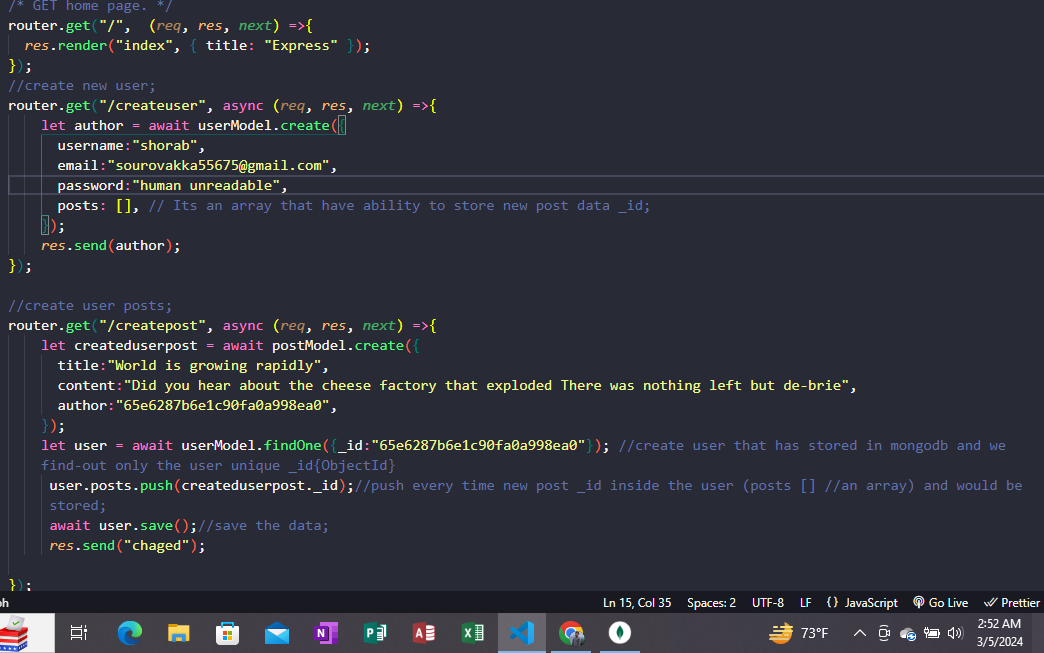 /* GET home page. */
router.get("/", (req, res, next) =>{
res.render("index", { title: "Express" });
});
//create new user;
router.get("/createuser", async (req, res, next) =>{
let author = await userModel.create({
username:"shorab",
email:"sourovakka55675@gmail.com",
password:"human unreadable",
posts: [], // Its an array that have ability to store new post data _id;
});
res.send(author);
});
//create user posts;
router.get("/createpost", async (req, res, next) =>{
let createduserpost = await postModel.create({
title:"World is growing rapidly",
content:"Did you hear about the cheese factory that exploded There was nothing left but de-brie",
author:"65e6287b6e1c90fa0a998ea0",
});
let user = await userModel.findOne({_id:"65e6287b6e1c90fa0a998ea0"}); //create user that has stored in mongodb and we
find-out only the user unique _id{ObjectId}
user.posts.push(createduserpost._id);//push every time new post _id inside the user (posts [] //an array) and would be
stored;
await user.save();//save the data;
res.send("chaged");
});
ph Ln 15, Col 35 Spaces: 2 UTF-8 LF {} JavaScript Go Live Prettier
73°F 2:52 AM
3/5/2024